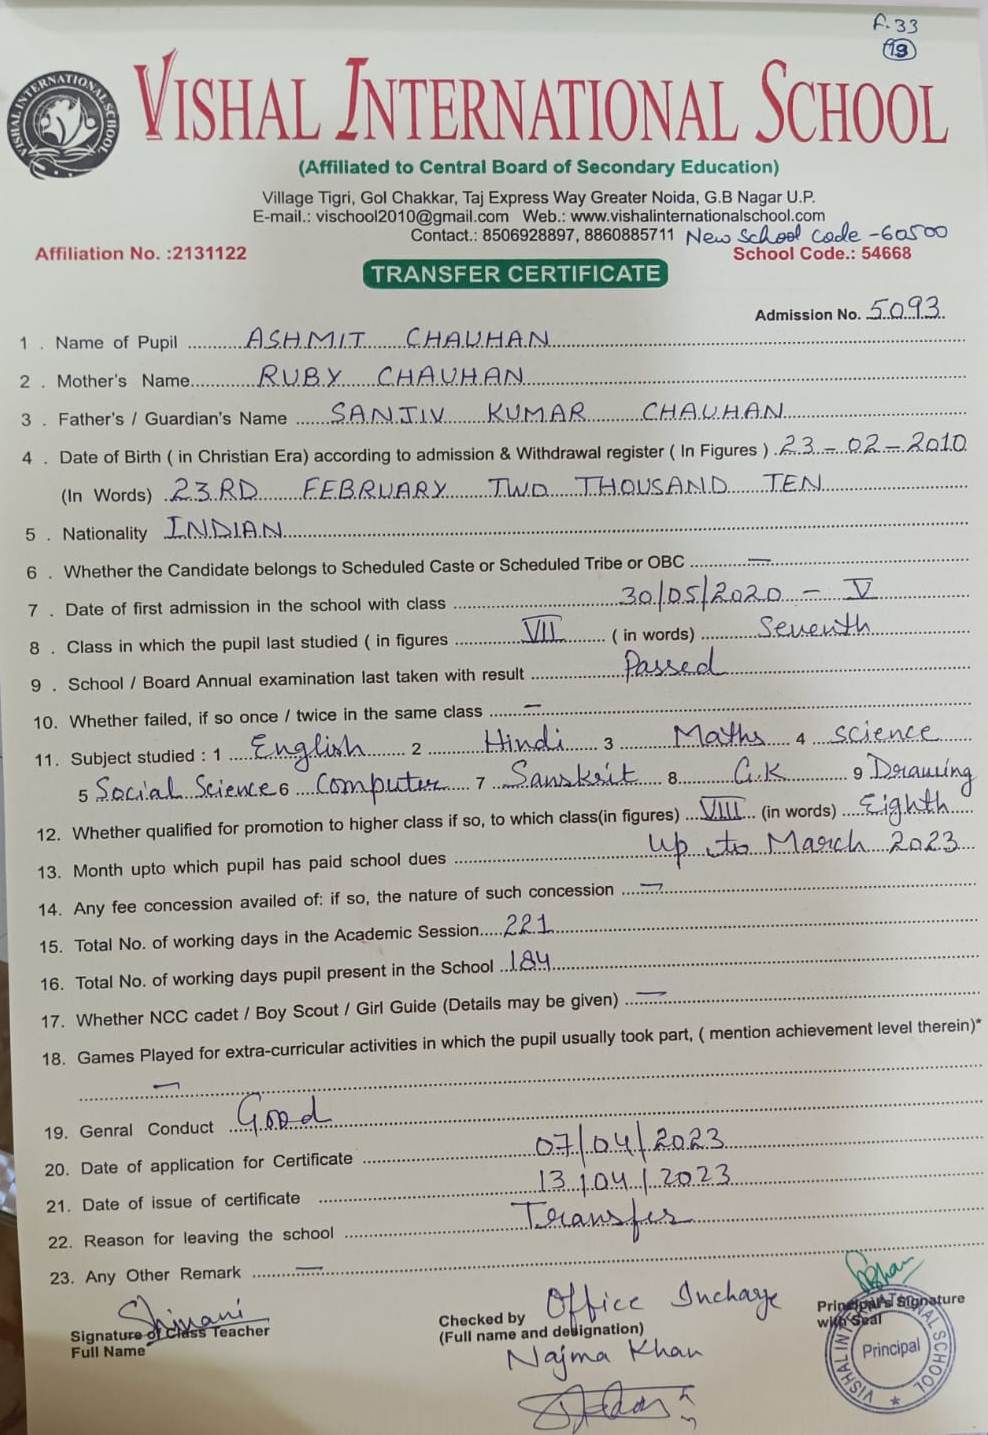 F.33
19
VISHAL INTERNATIONAL SCHOOL
VISHAL INTERNATIONAL SCHOOL
(Affiliated to Central Board of Secondary Education)
Village Tigri, Gol Chakkar, Taj Express Way Greater Noida, G.B Nagar U.P.
E-mail.: vischool2010@gmail.com Web.: www.vishalinternationalschool.com
Contact.: 8506928897, 8860885711 New School Code - 60500
Affiliation No. :2131122 School Code.: 54668
TRANSFER CERTIFICATE
Admission No. 5093
1 . Name of Pupil ASHMIT CHAUHAN
2 . Mother's Name RUBY CHAUHAN
3 . Father's / Guardian's Name SANJIV KUMAR CHAUHAN
4 . Date of Birth ( in Christian Era) according to admission & Withdrawal register ( In Figures ) 23 - 02 - 2010
(In Words) 23RD FEBRUARY TWO THOUSAND TEN
5 . Nationality INDIAN
6 . Whether the Candidate belongs to Scheduled Caste or Scheduled Tribe or OBC —
7 . Date of first admission in the school with class 30/05/2020 - V
8 . Class in which the pupil last studied ( in figures VII ( in words) Seventh
9 . School / Board Annual examination last taken with result Passed
10. Whether failed, if so once / twice in the same class —
11. Subject studied : 1 English 2 Hindi 3 Maths 4 Science
5 Social Science 6 Computer 7 Sanskrit 8. G.K 9 Drawing
12. Whether qualified for promotion to higher class if so, to which class(in figures) VIII (in words) Eighth
13. Month upto which pupil has paid school dues Up to March 2023
14. Any fee concession availed of: if so, the nature of such concession —
15. Total No. of working days in the Academic Session 221
16. Total No. of working days pupil present in the School 184
17. Whether NCC cadet / Boy Scout / Girl Guide (Details may be given) —
18. Games Played for extra-curricular activities in which the pupil usually took part, ( mention achievement level therein)*
—
19. Genral Conduct Good
20. Date of application for Certificate 07/04/2023
21. Date of issue of certificate 13/04/2023
22. Reason for leaving the school Transfer
23. Any Other Remark —
Shivani
Signature of Class Teacher
Full Name
Checked by Office Incharge
(Full name and designation)
Najma Khan
Principal's Signature
with Seal
VISHAL INTERNATIONAL SCHOOL
Principal